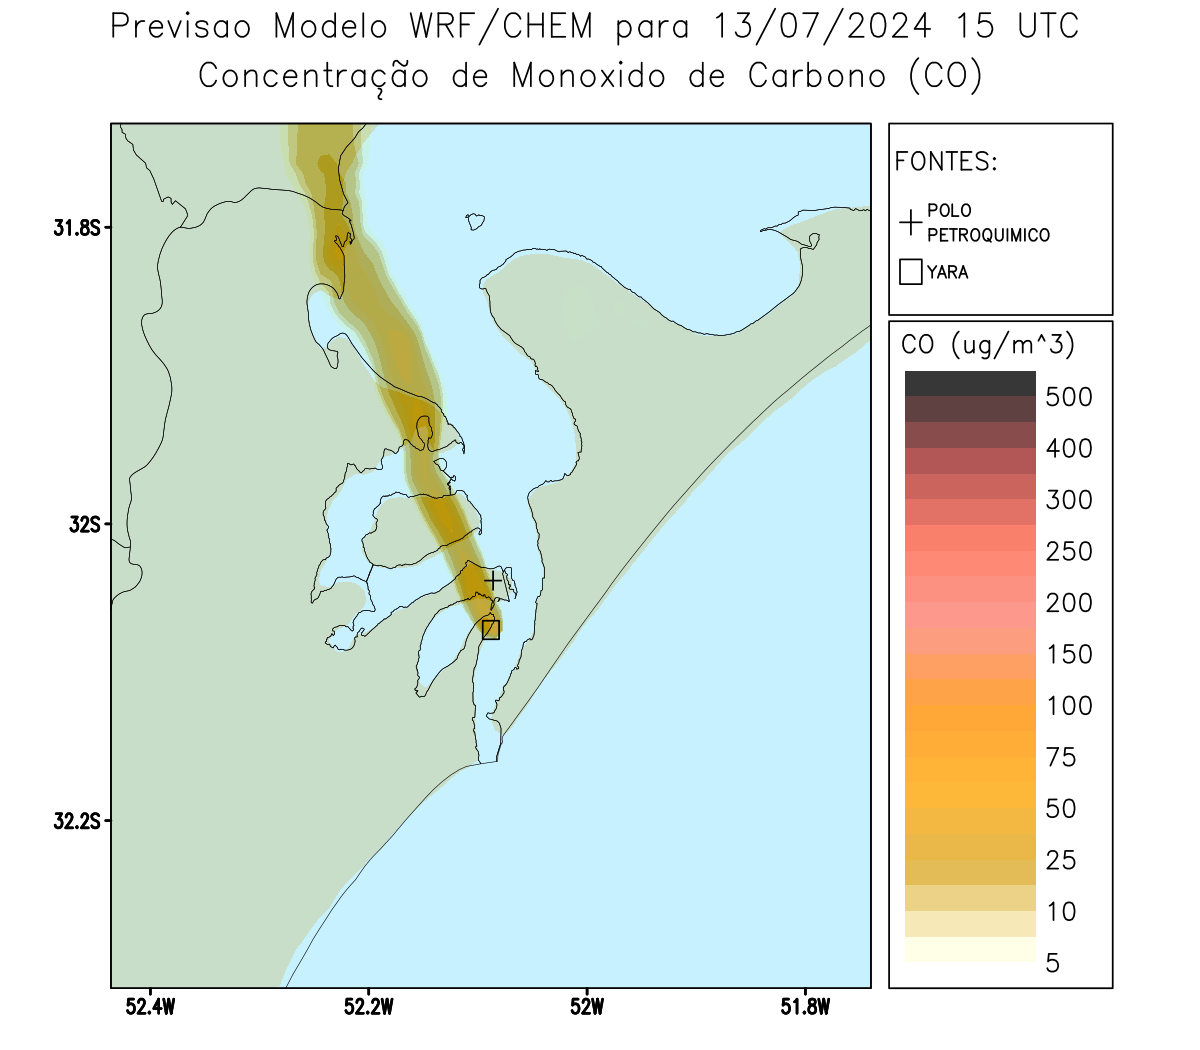 Previsao Modelo WRF/CHEM para 13/07/2024 15 UTC
Concentração de Monoxido de Carbono (CO)
FONTES:
POLO
PETROQUIMICO
YARA
CO (ug/m^3)
500
400
300
250
200
150
100
75
50
25
10
5
31.8S
32S
32.2S
52.4W
52.2W
52W
51.8W